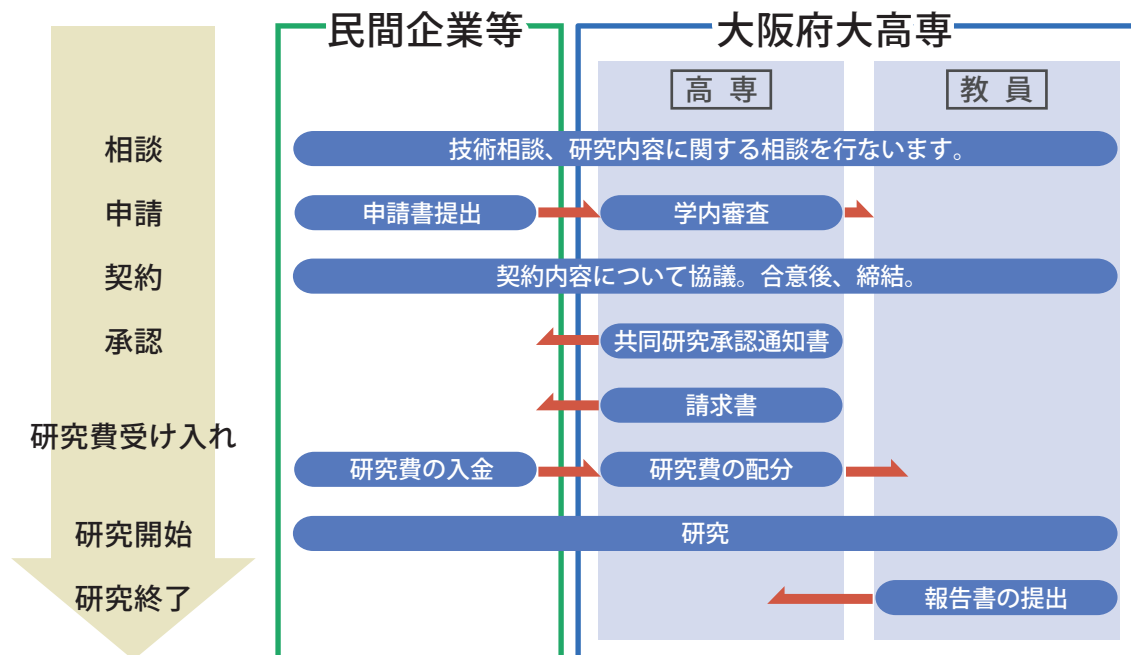 民間企業等
大阪府大高専
高専
教員
相談
技術相談、研究内容に関する相談を行ないます。
申請
申請書提出
学内審査
契約
契約内容について協議。合意後、締結。
承認
共同研究承認通知書
請求書
研究費受け入れ
研究費の入金
研究費の配分
研究開始
研究
研究終了
報告書の提出